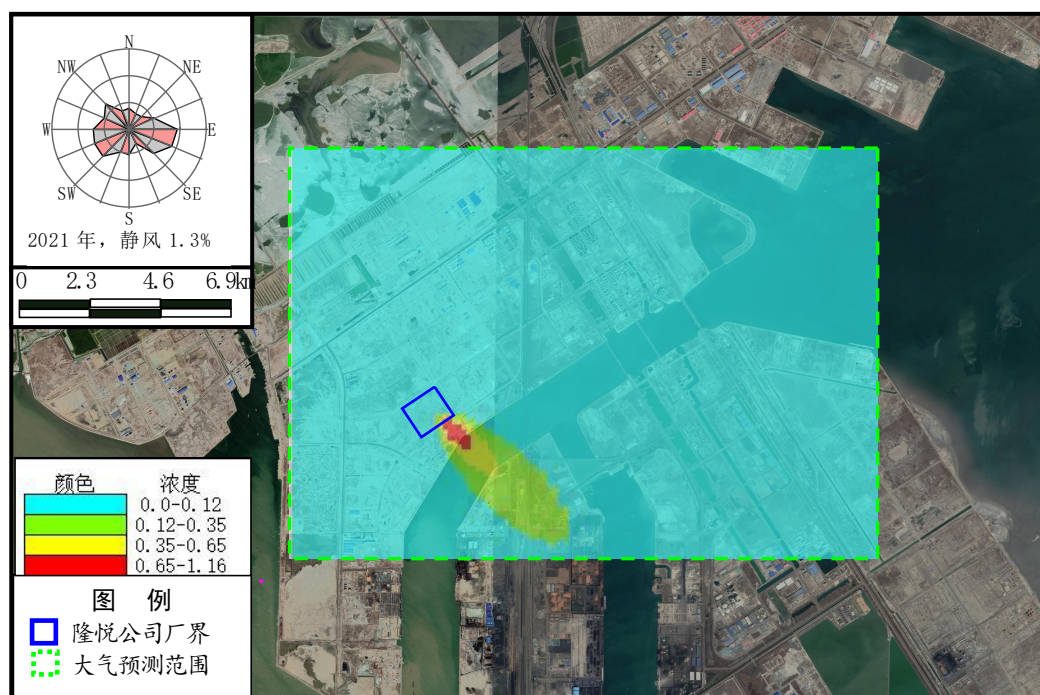 N
NW NE
W E
SW SE
S
2021 年，静风 1.3%
0 2.3 4.6 6.9km
颜色 浓度
0.0-0.12
0.12-0.35
0.35-0.65
0.65-1.16
图 例
隆悦公司厂界
大气预测范围